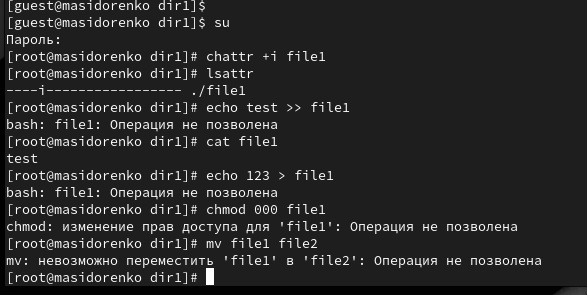 [guest@masidorenko dir1]$
[guest@masidorenko dir1]$ su
Пароль:
[root@masidorenko dir1]# chattr +i file1
[root@masidorenko dir1]# lsattr
----i----------------- ./file1
[root@masidorenko dir1]# echo test >> file1
bash: file1: Операция не позволена
[root@masidorenko dir1]# cat file1
test
[root@masidorenko dir1]# echo 123 > file1
bash: file1: Операция не позволена
[root@masidorenko dir1]# chmod 000 file1
chmod: изменение прав доступа для 'file1': Операция не позволена
[root@masidorenko dir1]# mv file1 file2
mv: невозможно переместить 'file1' в 'file2': Операция не позволена
[root@masidorenko dir1]#